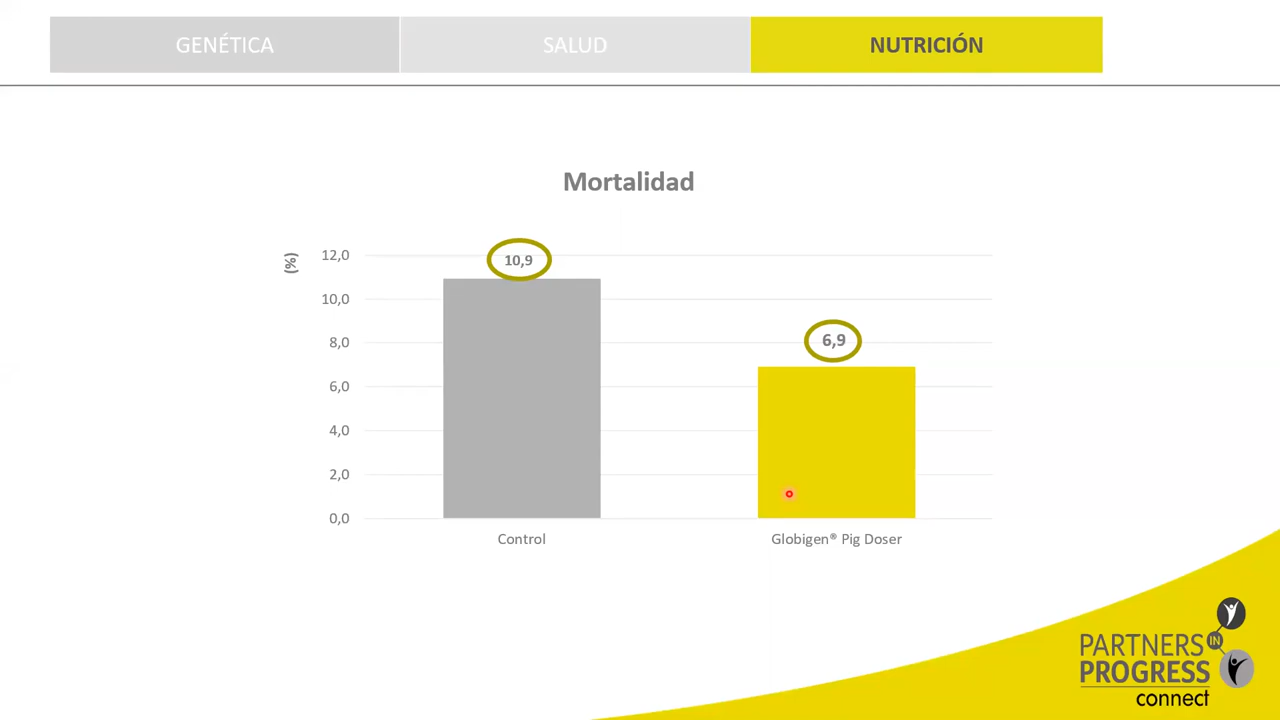 GENÉTICA
SALUD
NUTRICIÓN
Mortalidad
(%)
12,0
10,0
8,0
6,0
4,0
2,0
0,0
10,9
6,9
Control
Globigen® Pig Doser
PARTNERS IN
PROGRESS
connect